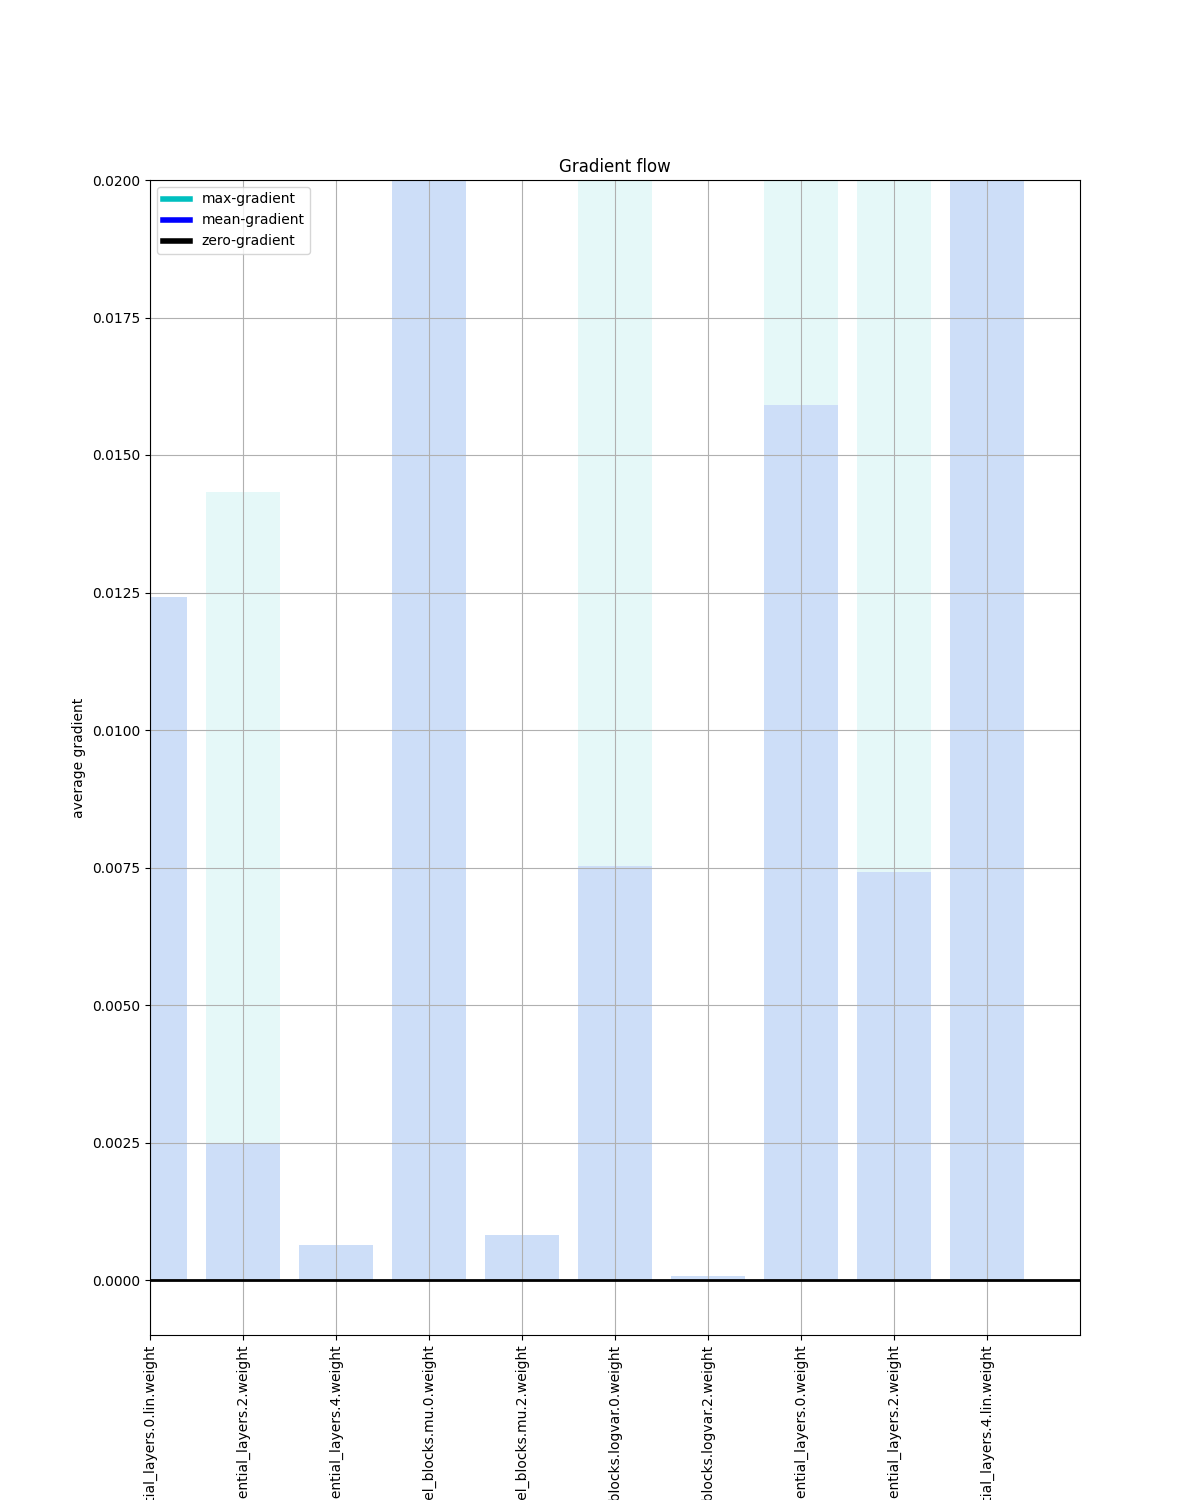 Gradient flow
max-gradient
mean-gradient
zero-gradient
0.0200
0.0175
0.0150
0.0125
0.0100
0.0075
0.0050
0.0025
0.0000
average gradient
tial_layers.0.lin.weight
ential_layers.2.weight
ential_layers.4.weight
el_blocks.mu.0.weight
el_blocks.mu.2.weight
blocks.logvar.0.weight
blocks.logvar.2.weight
ential_layers.0.weight
ential_layers.2.weight
tial_layers.4.lin.weight